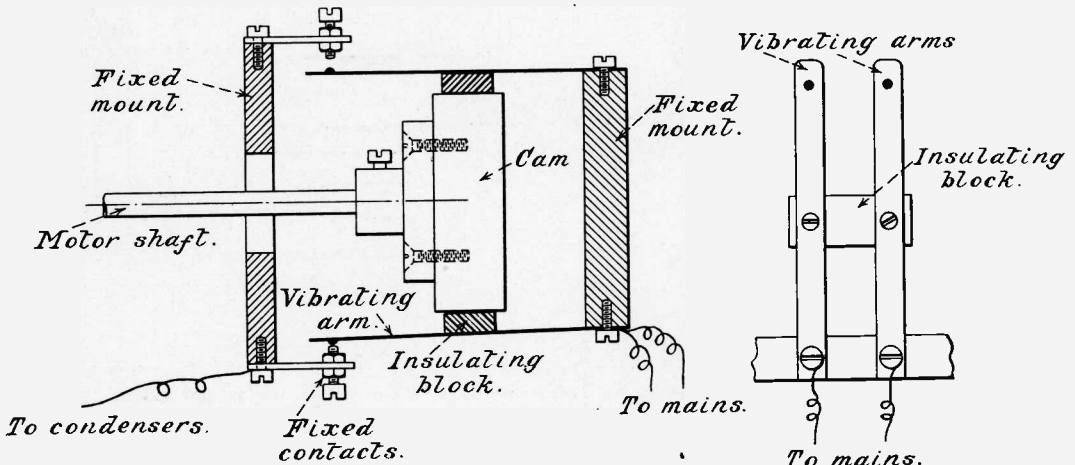 Fixed
mount.
Motor shaft.
Cam
Fixed
mount.
Vibrating
arm.
Insulating
block.
To condensers.
Fixed
contacts.
To mains.
Vibrating arms
Insulating
block.
To mains.